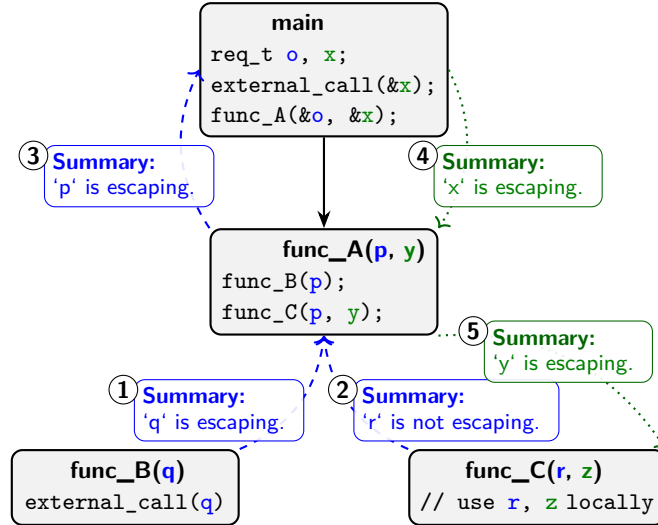 main
req_t o, x;
external_call(&x);
func_A(&o, &x);
3
Summary:
‘p‘ is escaping.
4
Summary:
‘x‘ is escaping.
func_A(p, y)
func_B(p);
func_C(p, y);
5
Summary:
‘y‘ is escaping.
1
Summary:
‘q‘ is escaping.
2
Summary:
‘r‘ is not escaping.
func_B(q)
external_call(q)
func_C(r, z)
// use r, z locally